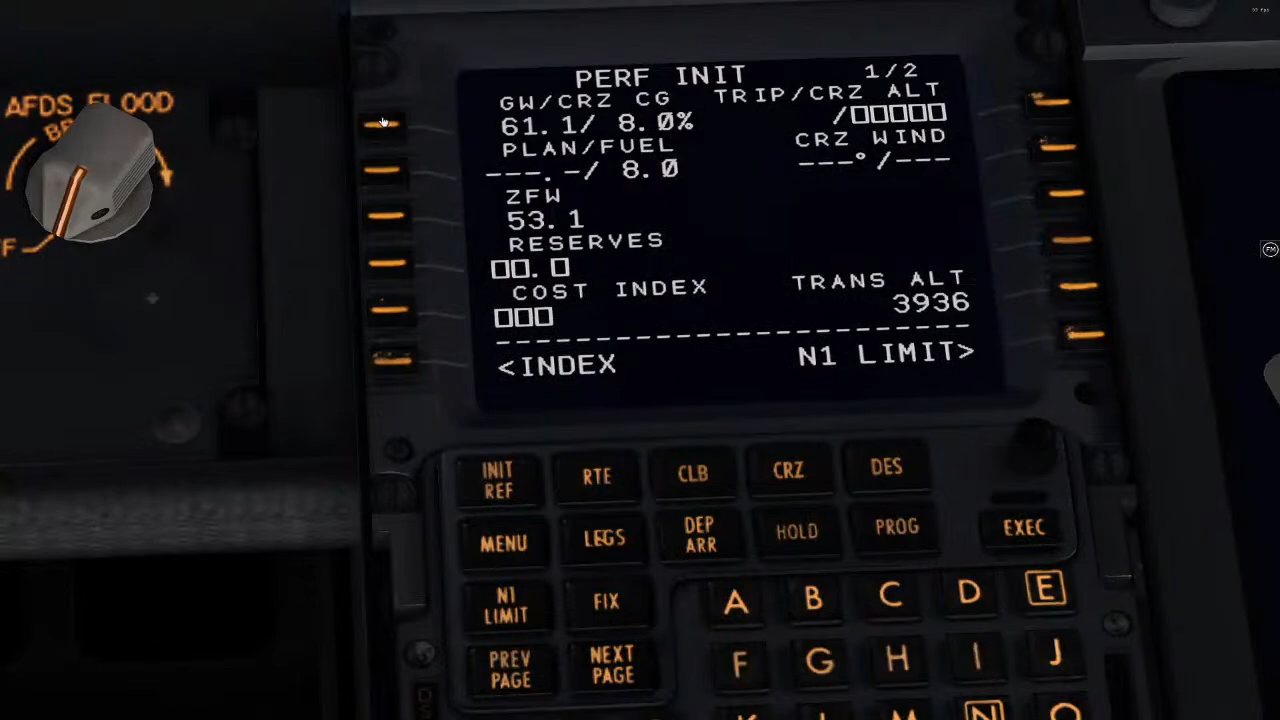 AFDS FLOOD
PERF INIT 1/2
GW/CRZ CG TRIP/CRZ ALT
61.1/ 8.0% /□□□□□
PLAN/FUEL CRZ WIND
---.-/ 8.0 ---°/---
ZFW
53.1
RESERVES
□□.□
COST INDEX TRANS ALT
□□□ 3936
------------------------
<INDEX N1 LIMIT>
INIT REF RTE CLB CRZ DES
MENU LEGS DEP ARR HOLD PROG EXEC
N1 LIMIT FIX A B C D E
PREV PAGE NEXT PAGE F G H I J
N